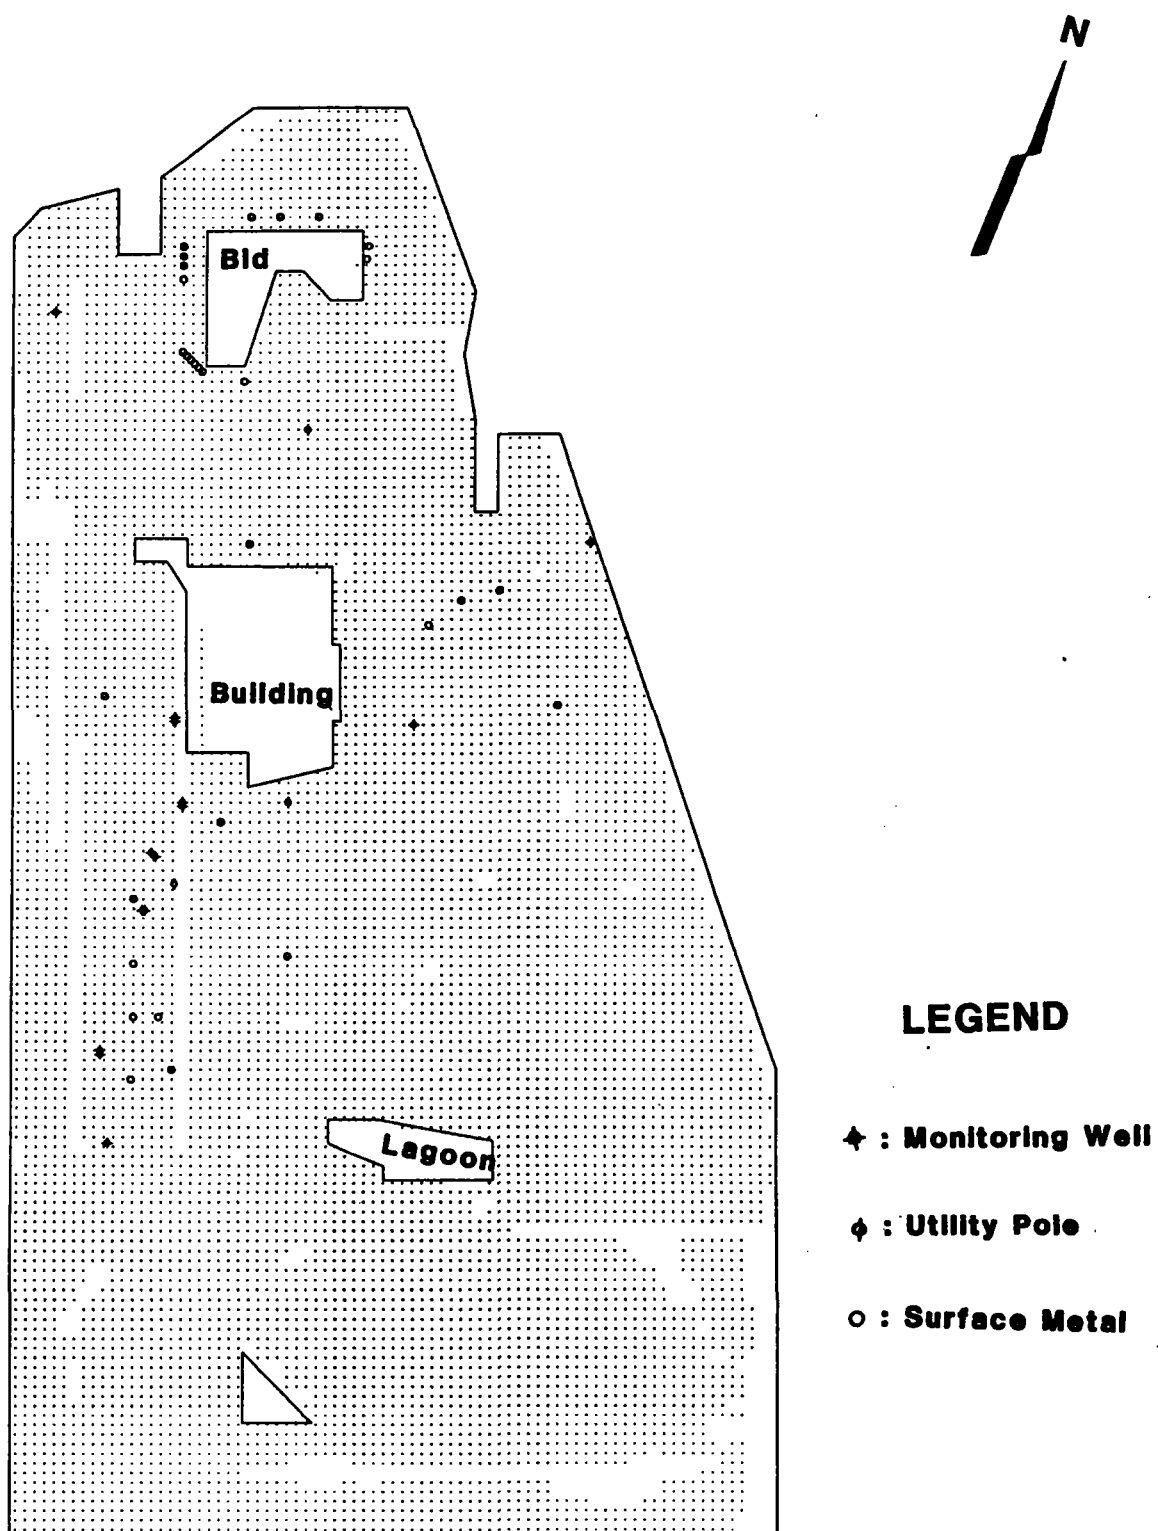 N
Bld
Building
Lagoon
LEGEND
: Monitoring Well
: Utility Pole
: Surface Metal